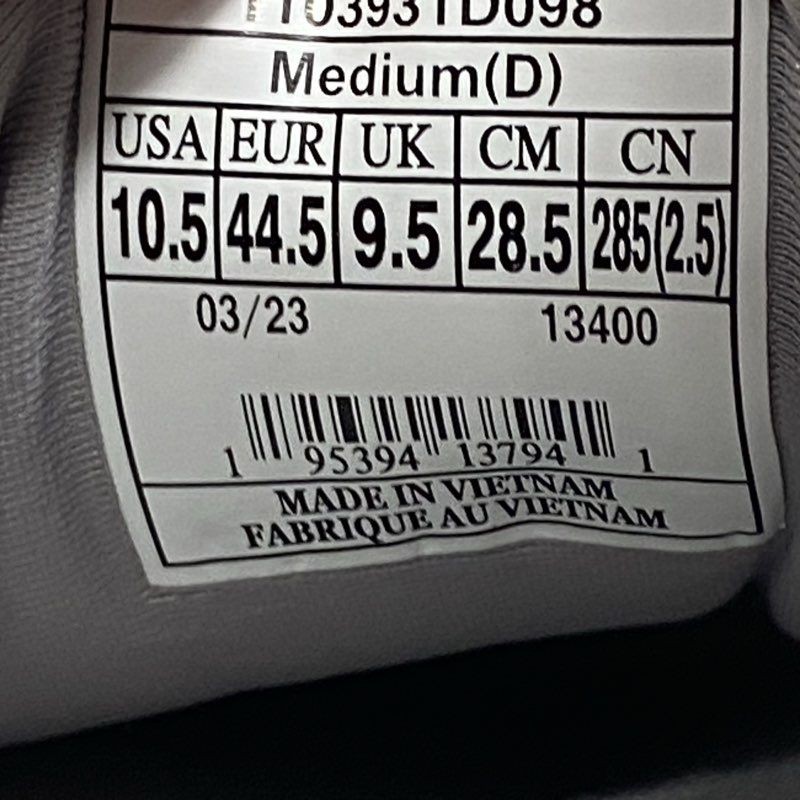 1103931D098
Medium(D)
USA EUR UK CM CN
10.5 44.5 9.5 28.5 285(2.5)
03/23 13400
1 95394 13794 1
MADE IN VIETNAM
FABRIQUE AU VIETNAM